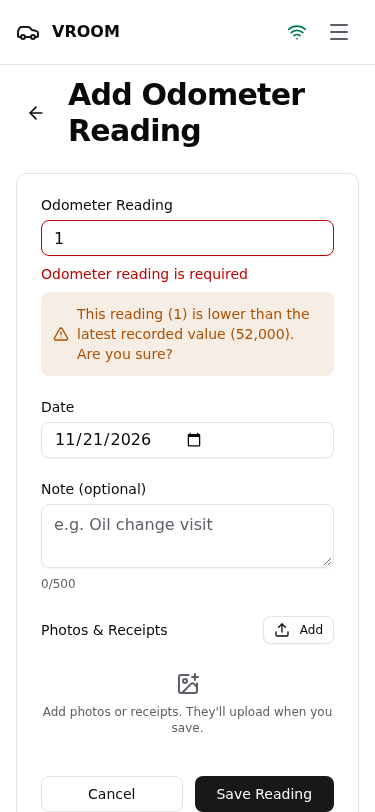 VROOM
Add Odometer
Reading
Odometer Reading
1
Odometer reading is required
This reading (1) is lower than the
latest recorded value (52,000).
Are you sure?
Date
11/21/2026
Note (optional)
e.g. Oil change visit
0/500
Photos & Receipts
Add
Add photos or receipts. They'll upload when you
save.
Cancel
Save Reading